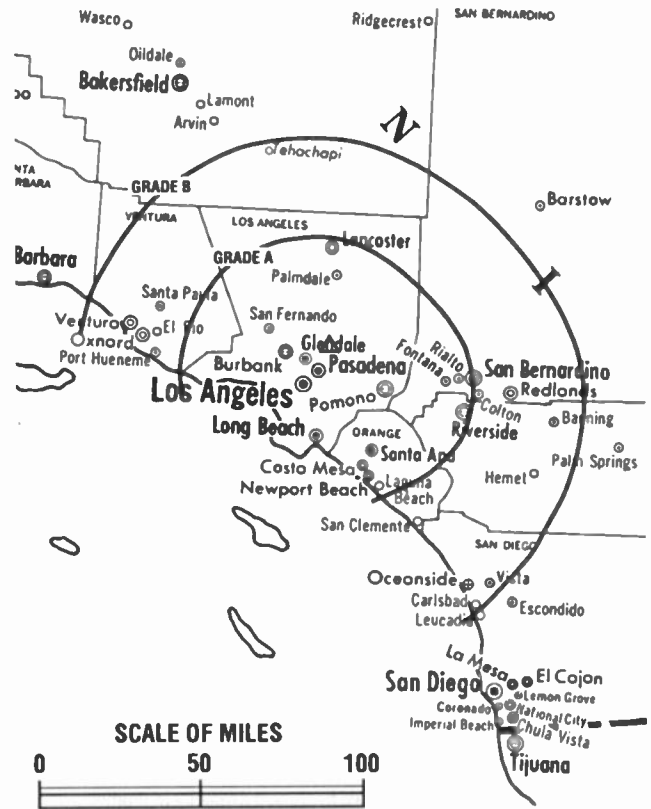 Wasco
Ridgecrest
SAN BERNARDINO
Oildale
Bakersfield
Lamont
Arvin
N
Tehachapi
GRADE B
VENTURA
LOS ANGELES
Barstow
GRADE A
Lancaster
Barbara
Palmdale
I
Santa Paula
San Fernando
Ventura
El Rio
Oxnard
Port Hueneme
Glendale
Burbank
Pasadena
Fontana
Rialto
San Bernardino
Los Angeles
Pomono
Redlands
Colton
Long Beach
ORANGE
Riverside
Banning
Santa Ana
Palm Springs
Costo Mesa
Newport Beach
Laguna
Beach
Hemet
San Clemente
SAN DIEGO
Oceanside
Vista
Carlsbad
Escondido
Leucadia
La Mesa
El Cajon
San Diego
Lemon Grove
Coronado
National City
Imperial Beach
Chula Vista
Tijuana
SCALE OF MILES
0 50 100